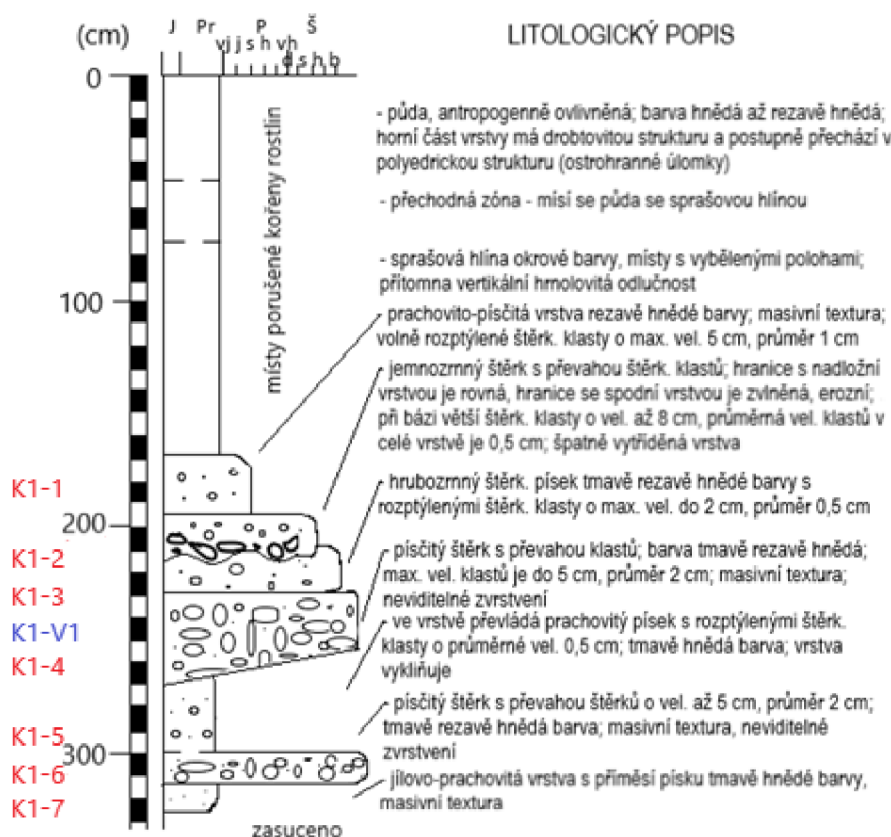 (cm)
J Pr P Š
vj j s h vh
d s h b
LITOLOGICKÝ POPIS
0
místy porušené kořeny rostlin
- půda, antropogenně ovlivněná; barva hnědá až rezavě hnědá;
horní část vrstvy má drobtovitou strukturu a postupně přechází v
polyedrickou strukturu (ostrohranné úlomky)
- přechodná zóna - mísí se půda se sprašovou hlínou
- sprašová hlína okrově barvy, místy s vybělenými polohami;
přítomna vertikální hrnolovitá odlučnost
100
prachovito-písčitá vrstva rezavě hnědé barvy; masivní textura;
volně rozptýlené štěrk. klasty o max. vel. 5 cm, průměr 1 cm
jemnozrnný štěrk s převahou štěrk. klastů; hranice s nadložní
vrstvou je rovná, hranice se spodní vrstvou je zvlněná, erozní;
při bázi větší štěrk. klasty o vel. až 8 cm, průměrná vel. klastů v
celé vrstvě je 0,5 cm; špatně vytříděná vrstva
K1-1
hrubozrnný štěrk. písek tmavě rezavě hnědé barvy s
rozptýlenými štěrk. klasty o max. vel. do 2 cm, průměr 0,5 cm
200
K1-2
písčitý štěrk s převahou klastů; barva tmavě rezavě hnědá;
max. vel. klastů je do 5 cm, průměr 2 cm; masivní textura;
neviditelné zvrstvení
K1-3
K1-V1
ve vrstvě převládá prachovitý písek s rozptýlenými štěrk.
klasty o průměrné vel. 0,5 cm; tmavě hnědá barva; vrstva
vykliňuje
K1-4
písčitý štěrk s převahou štěrků o vel. až 5 cm, průměr 2 cm;
tmavě rezavě hnědá barva; masivní textura, neviditelné
zvrstvení
K1-5
300
K1-6
jílovo-prachovitá vrstva s příměsí písku tmavě hnědé barvy,
masivní textura
K1-7
zasuceno